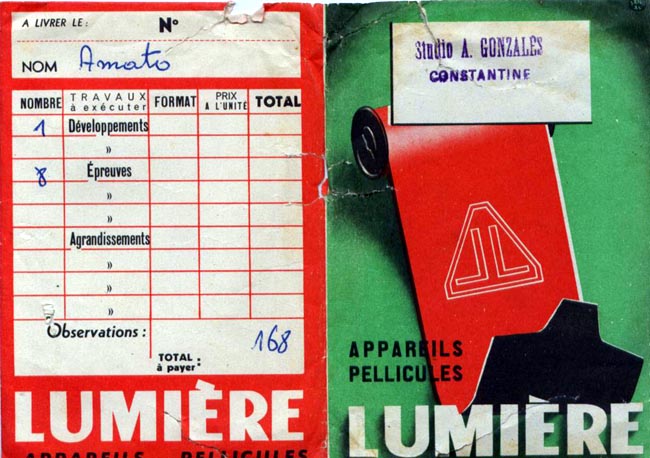 A LIVRER LE : Nº
NOM Amato
NOMBRE TRAVAUX à exécuter FORMAT PRIX A L'UNITÉ TOTAL
1 Développements
»
8 Épreuves
»
»
Agrandissements
»
»
»
Observations : 168
TOTAL à payer :
LUMIÈRE
APPAREILS PELLICULES
Studio A. GONZALÈS
CONSTANTINE
JL
APPAREILS
PELLICULES
LUMIÈRE